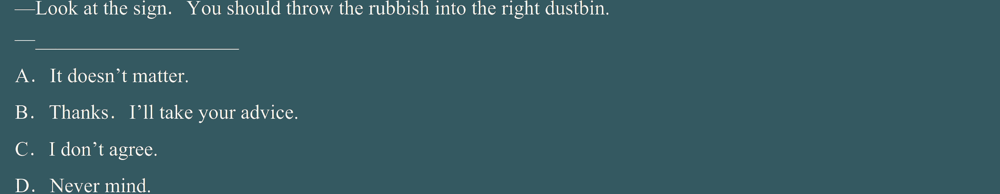 —Look at the sign. You should throw the rubbish into the right dustbin.
—____________________
A. It doesn’t matter.
B. Thanks. I’ll take your advice.
C. I don’t agree.
D. Never mind.